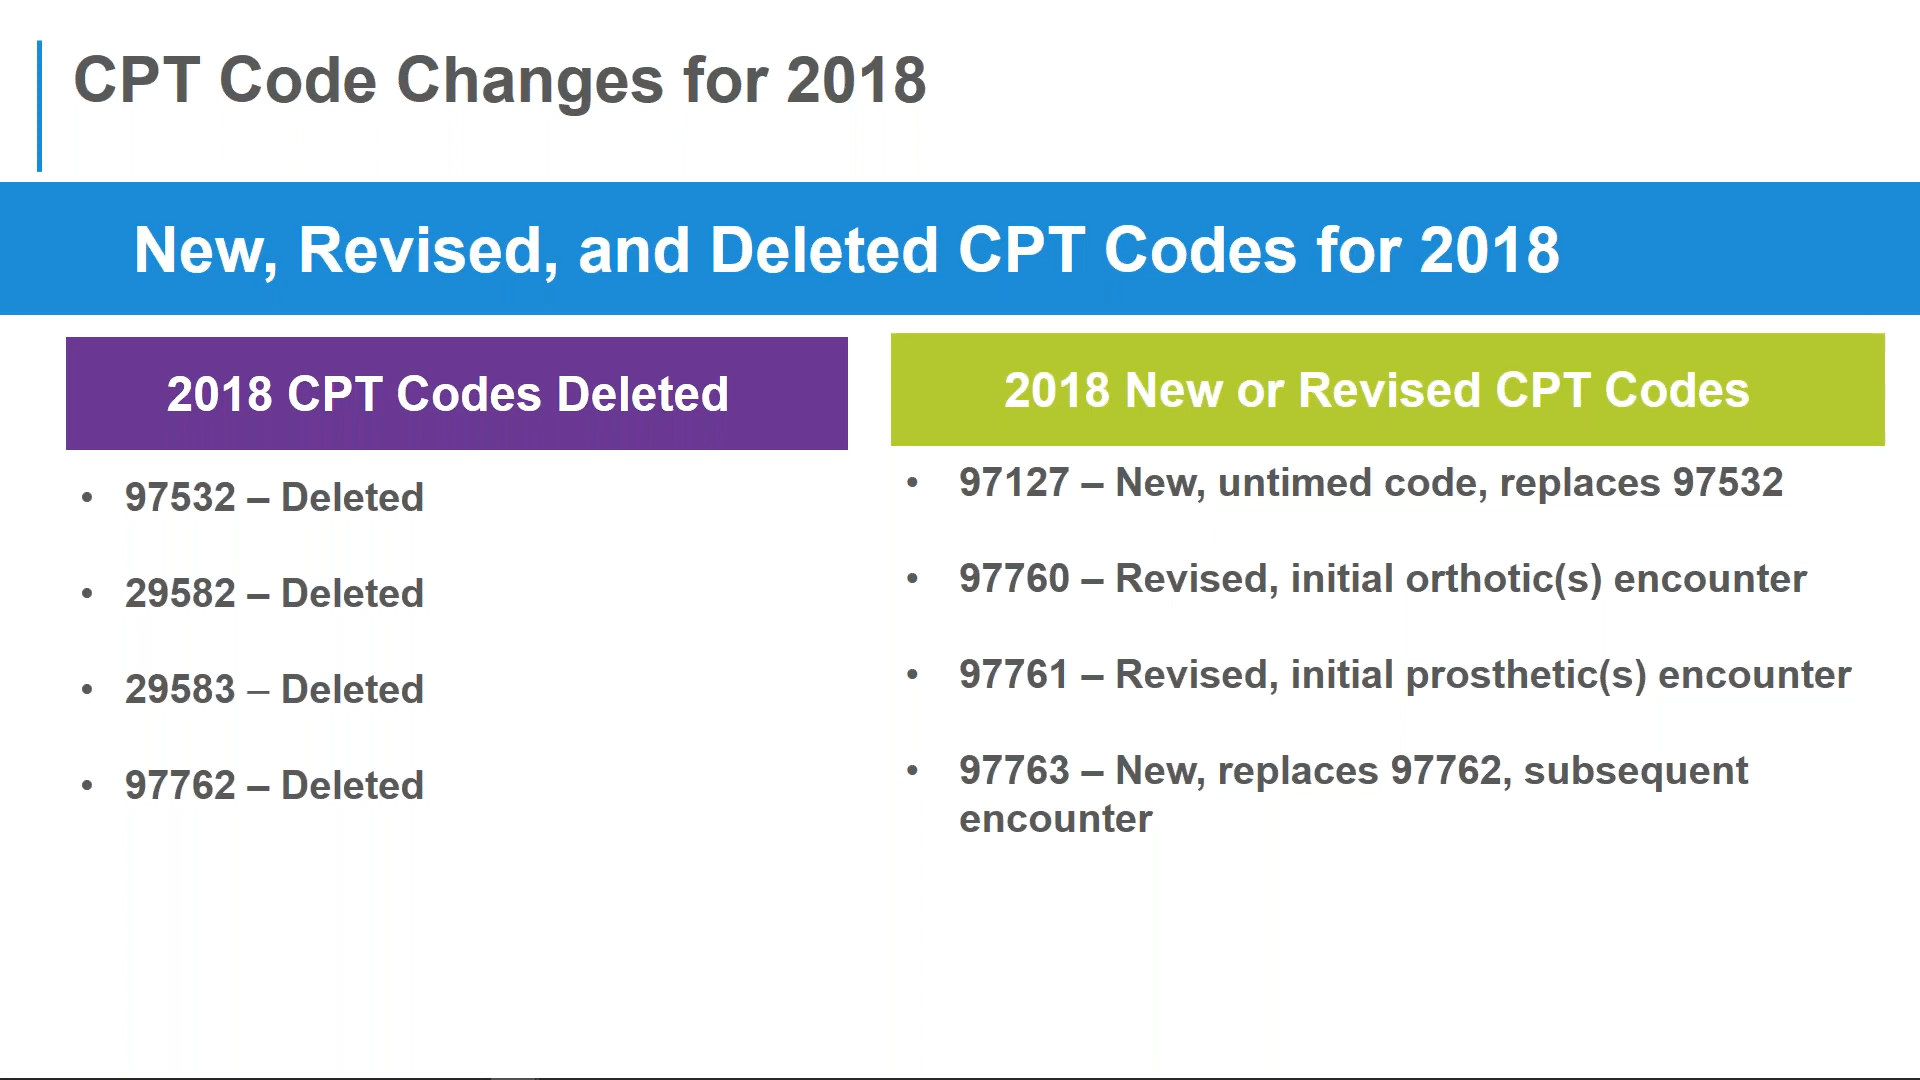 CPT Code Changes for 2018
New, Revised, and Deleted CPT Codes for 2018
2018 CPT Codes Deleted
• 97532 – Deleted
• 29582 – Deleted
• 29583 – Deleted
• 97762 – Deleted
2018 New or Revised CPT Codes
• 97127 – New, untimed code, replaces 97532
• 97760 – Revised, initial orthotic(s) encounter
• 97761 – Revised, initial prosthetic(s) encounter
• 97763 – New, replaces 97762, subsequent
encounter